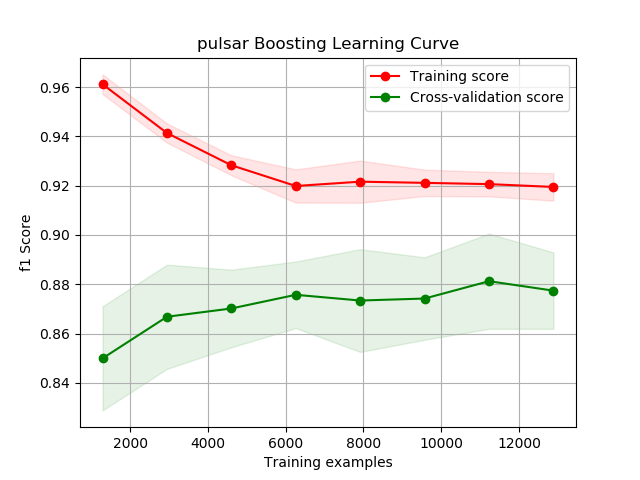 pulsar Boosting Learning Curve
Training score
Cross-validation score
f1 Score
0.96
0.94
0.92
0.90
0.88
0.86
0.84
2000 4000 6000 8000 10000 12000
Training examples